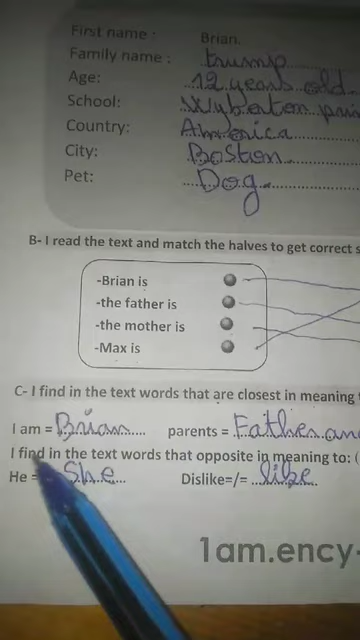 First name : Brian.
Family name : trump
Age: 12 years old
School: Wyberton pri
Country: America
City: Boston
Pet: Dog
B- I read the text and match the halves to get correct s
-Brian is
-the father is
-the mother is
-Max is
C- I find in the text words that are closest in meaning
I am = Brian parents = Father an
I find in the text words that opposite in meaning to: (
He = She Dislike=/= like
1am.ency-